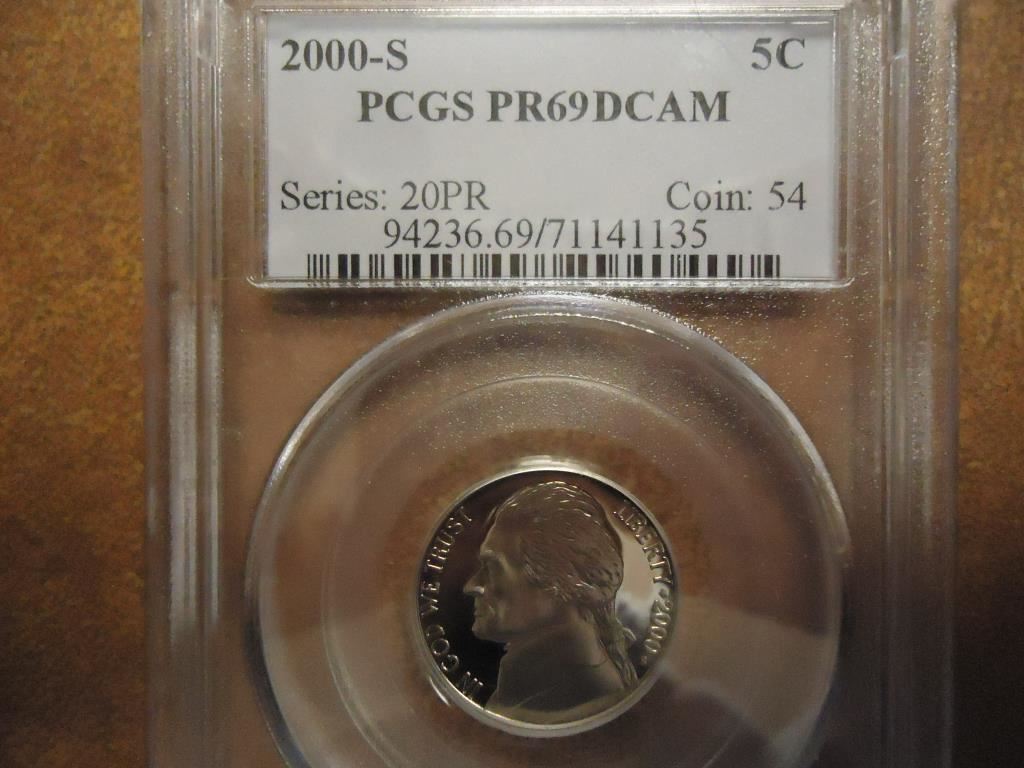 2000-S 5C
PCGS PR69DCAM
Series: 20PR Coin: 54
94236.69/71141135
IN GOD WE TRUST
LIBERTY 2000